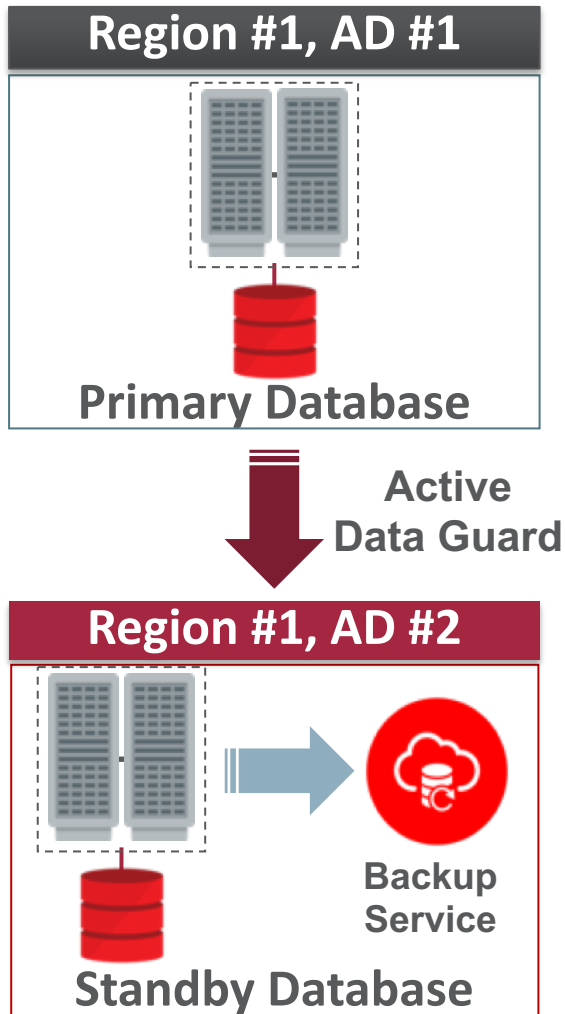 Region #1, AD #1
Primary Database
Active
Data Guard
Region #1, AD #2
Backup
Service
Standby Database